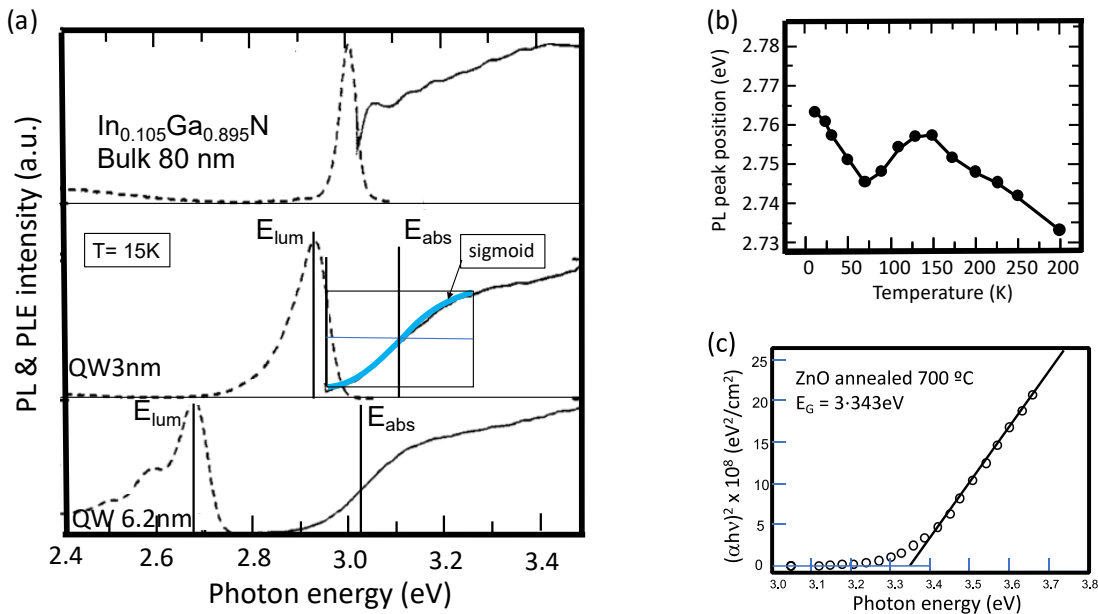 (a)
PL & PLE intensity (a.u.)
In0.105Ga0.895N
Bulk 80 nm
T= 15K
Elum
Eabs
sigmoid
QW3nm
Elum
Eabs
QW 6.2nm
2.4 2.6 2.8 3.0 3.2 3.4
Photon energy (eV)
(b)
PL peak position (eV)
2.78
2.77
2.76
2.75
2.74
2.73
0 50 75 100 125 150 175 200 200
Temperature (K)
(c)
(αhν)2 x 108 (eV2/cm2)
25
20
15
10
5
0
ZnO annealed 700 ºC
EG = 3·343eV
3.0 3.1 3.2 3.3 3.4 3.5 3.6 3.7 3.8
Photon energy (eV)